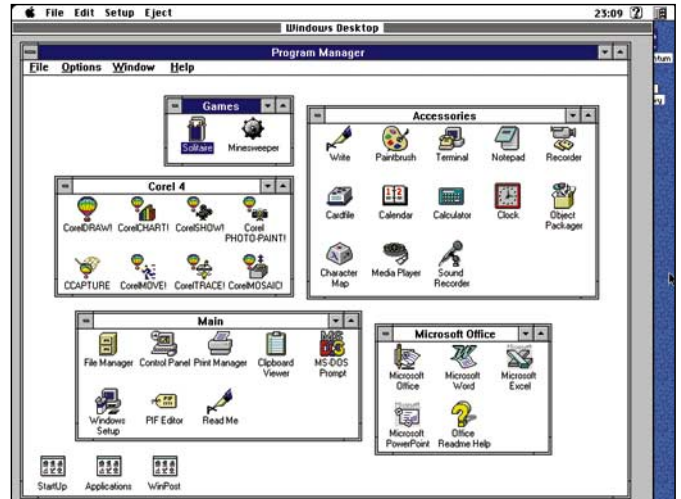 File Edit Setup Eject 23:09
Windows Desktop
Program Manager
File Options Window Help
Games
Solitaire Minesweeper
Corel 4
CorelDRAW! CorelCHART! CorelSHOW! Corel PHOTO-PAINT!
CCAPTURE CorelMOVE! CorelTRACE! CorelMOSAIC!
Accessories
Write Paintbrush Terminal Notepad Recorder
Cardfile Calendar Calculator Clock Object Packager
Character Map Media Player Sound Recorder
Main
File Manager Control Panel Print Manager Clipboard Viewer MS-DOS Prompt
Windows Setup PIF Editor Read Me
Microsoft Office
Microsoft Office Microsoft Word Microsoft Excel
Microsoft PowerPoint Office Readme Help
StartUp Applications WinPost